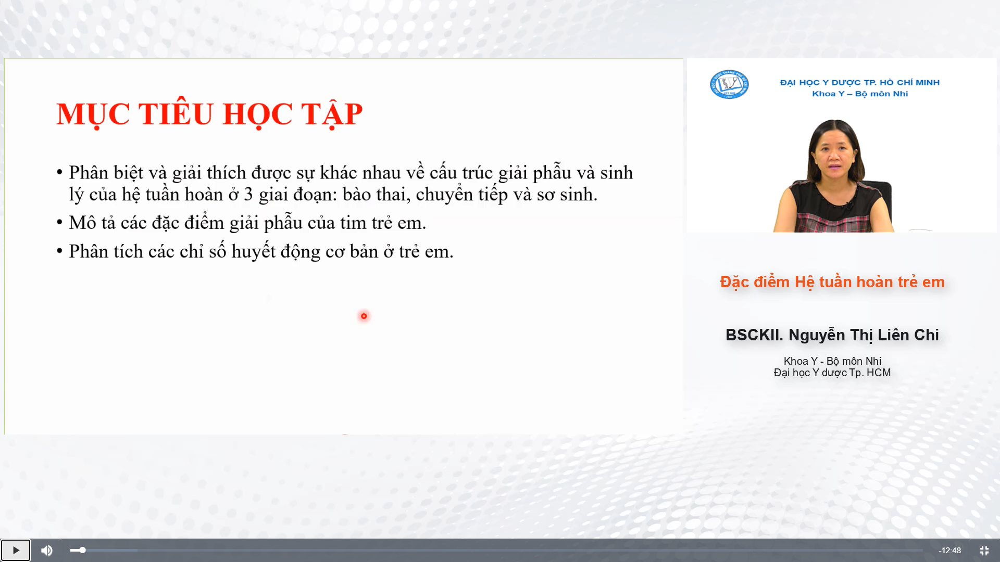 MỤC TIÊU HỌC TẬP
• Phân biệt và giải thích được sự khác nhau về cấu trúc giải phẫu và sinh
lý của hệ tuần hoàn ở 3 giai đoạn: bào thai, chuyển tiếp và sơ sinh.
• Mô tả các đặc điểm giải phẫu của tim trẻ em.
• Phân tích các chỉ số huyết động cơ bản ở trẻ em.
ĐẠI HỌC Y DƯỢC TP. HỒ CHÍ MINH
Khoa Y – Bộ môn Nhi
Đặc điểm Hệ tuần hoàn trẻ em
BSCKII. Nguyễn Thị Liên Chi
Khoa Y - Bộ môn Nhi
Đại học Y dược Tp. HCM
-12:48